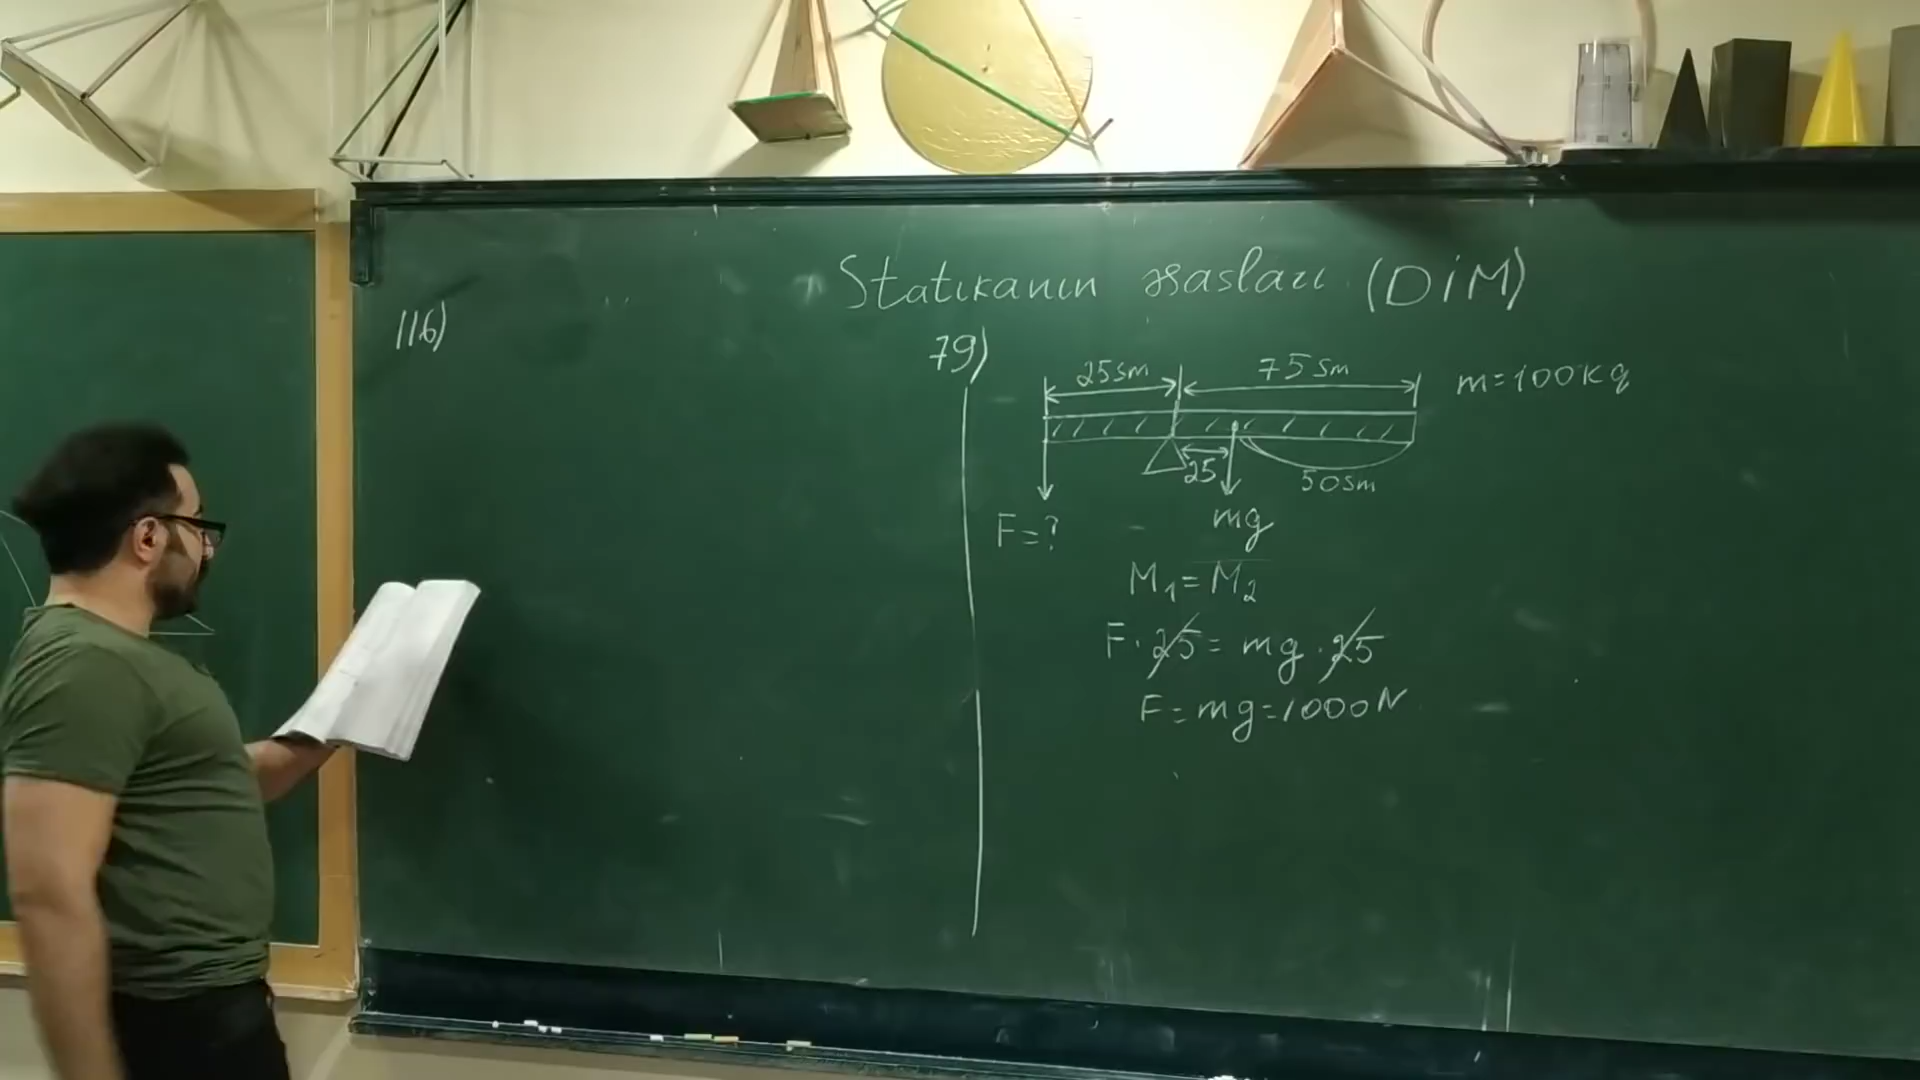 Statikanın əsasları (DİM)
116)
79)
25sm 75sm m=100kq
25 50sm
F=? mg
M₁=M₂
F·25=mg·25
F=mg=1000N